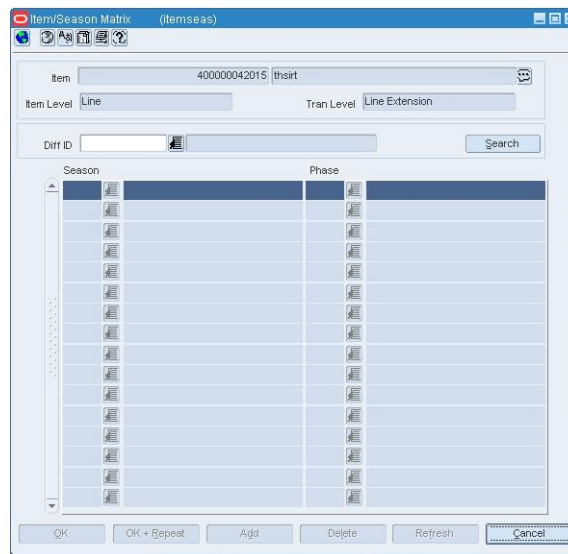 Item/Season Matrix (itemseas)
Item 400000042015 thsirt
Item Level Line Tran Level Line Extension
Diff ID Search
Season Phase
OK OK + Repeat Add Delete Refresh Cancel